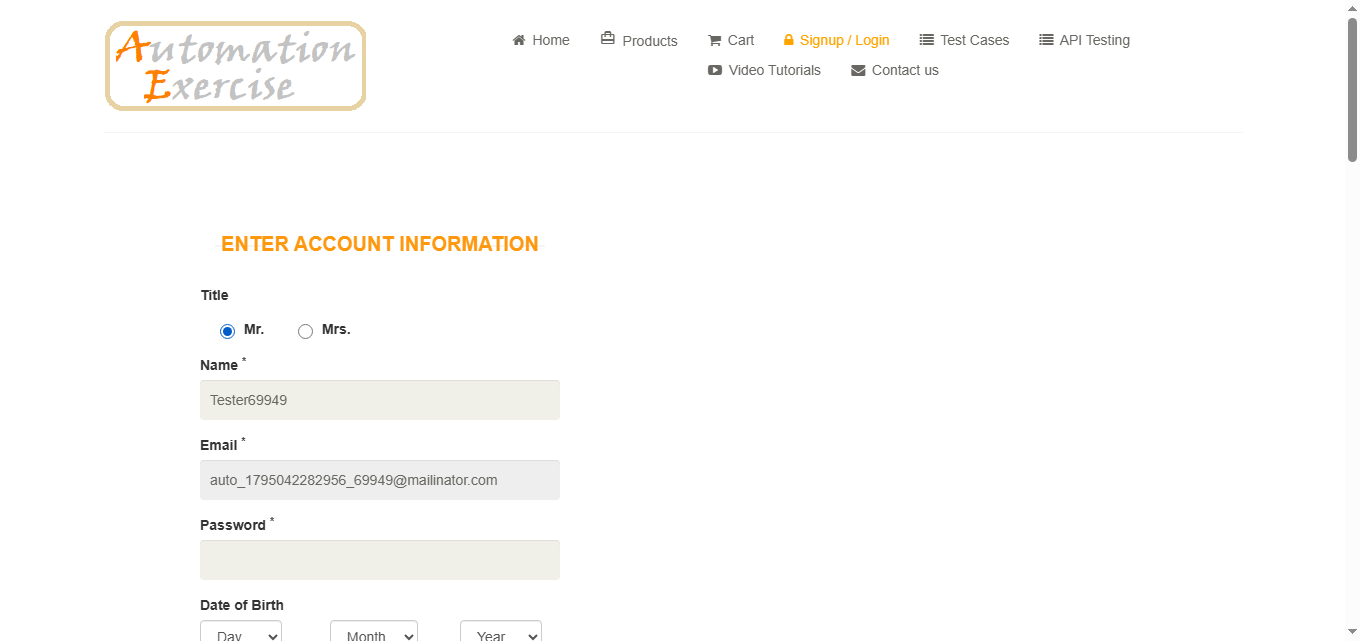 Automation
Exercise
Home Products Cart Signup / Login Test Cases API Testing
Video Tutorials Contact us
ENTER ACCOUNT INFORMATION
Title
Mr. Mrs.
Name *
Tester69949
Email *
auto_1795042282956_69949@mailinator.com
Password *
Date of Birth
Day Month Year